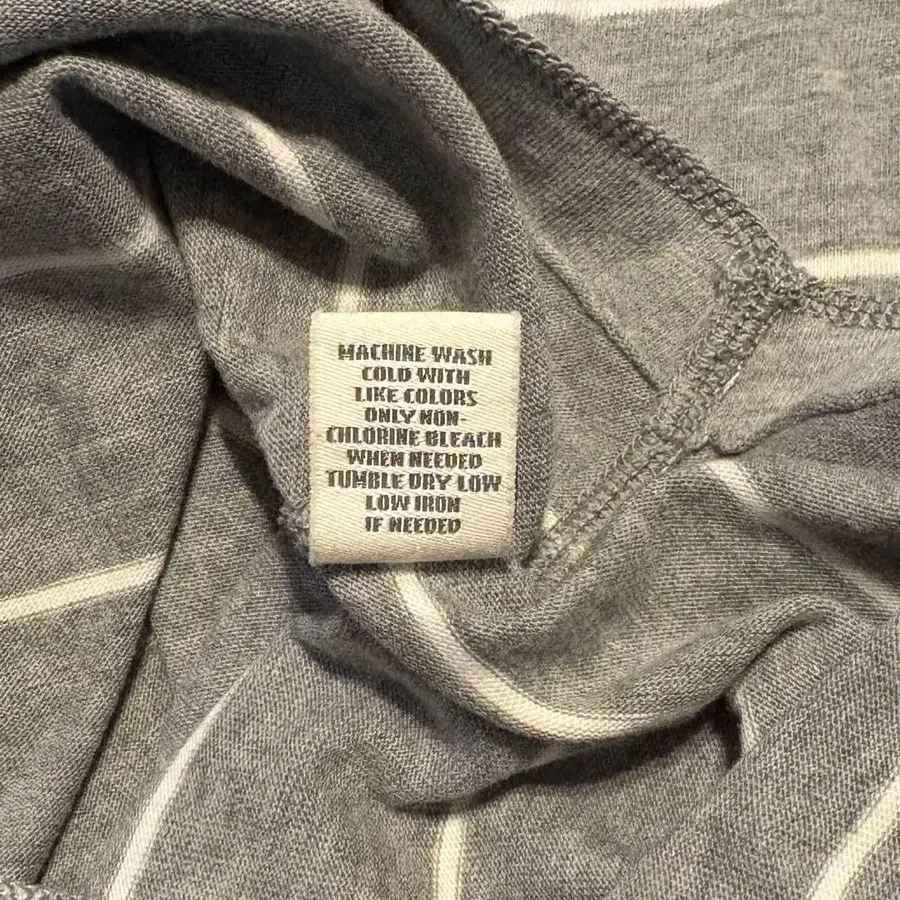 MACHINE WASH
COLD WITH
LIKE COLORS
ONLY NON-
CHLORINE BLEACH
WHEN NEEDED
TUMBLE DRY LOW
LOW IRON
IF NEEDED